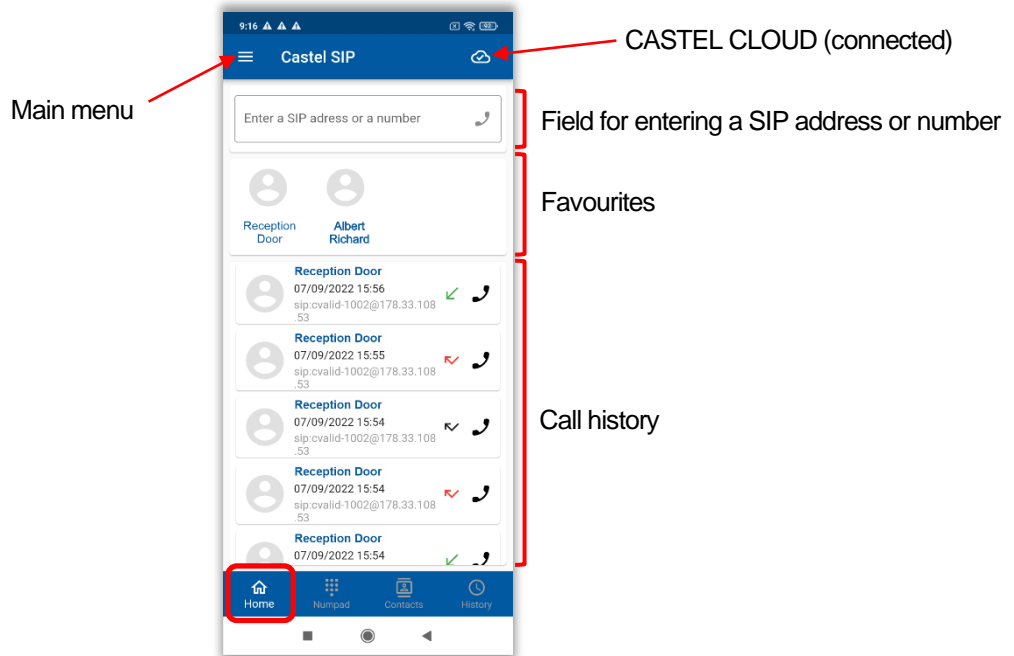 9:16
Castel SIP
CASTEL CLOUD (connected)
Main menu
Enter a SIP adress or a number
Field for entering a SIP address or number
Reception
Door
Albert
Richard
Favourites
Reception Door
07/09/2022 15:56
sip:cvalid-1002@178.33.108
.53
Reception Door
07/09/2022 15:55
sip:cvalid-1002@178.33.108
.53
Reception Door
07/09/2022 15:54
sip:cvalid-1002@178.33.108
.53
Call history
Reception Door
07/09/2022 15:54
sip:cvalid-1002@178.33.108
.53
Reception Door
07/09/2022 15:54
Home
Numpad
Contacts
History